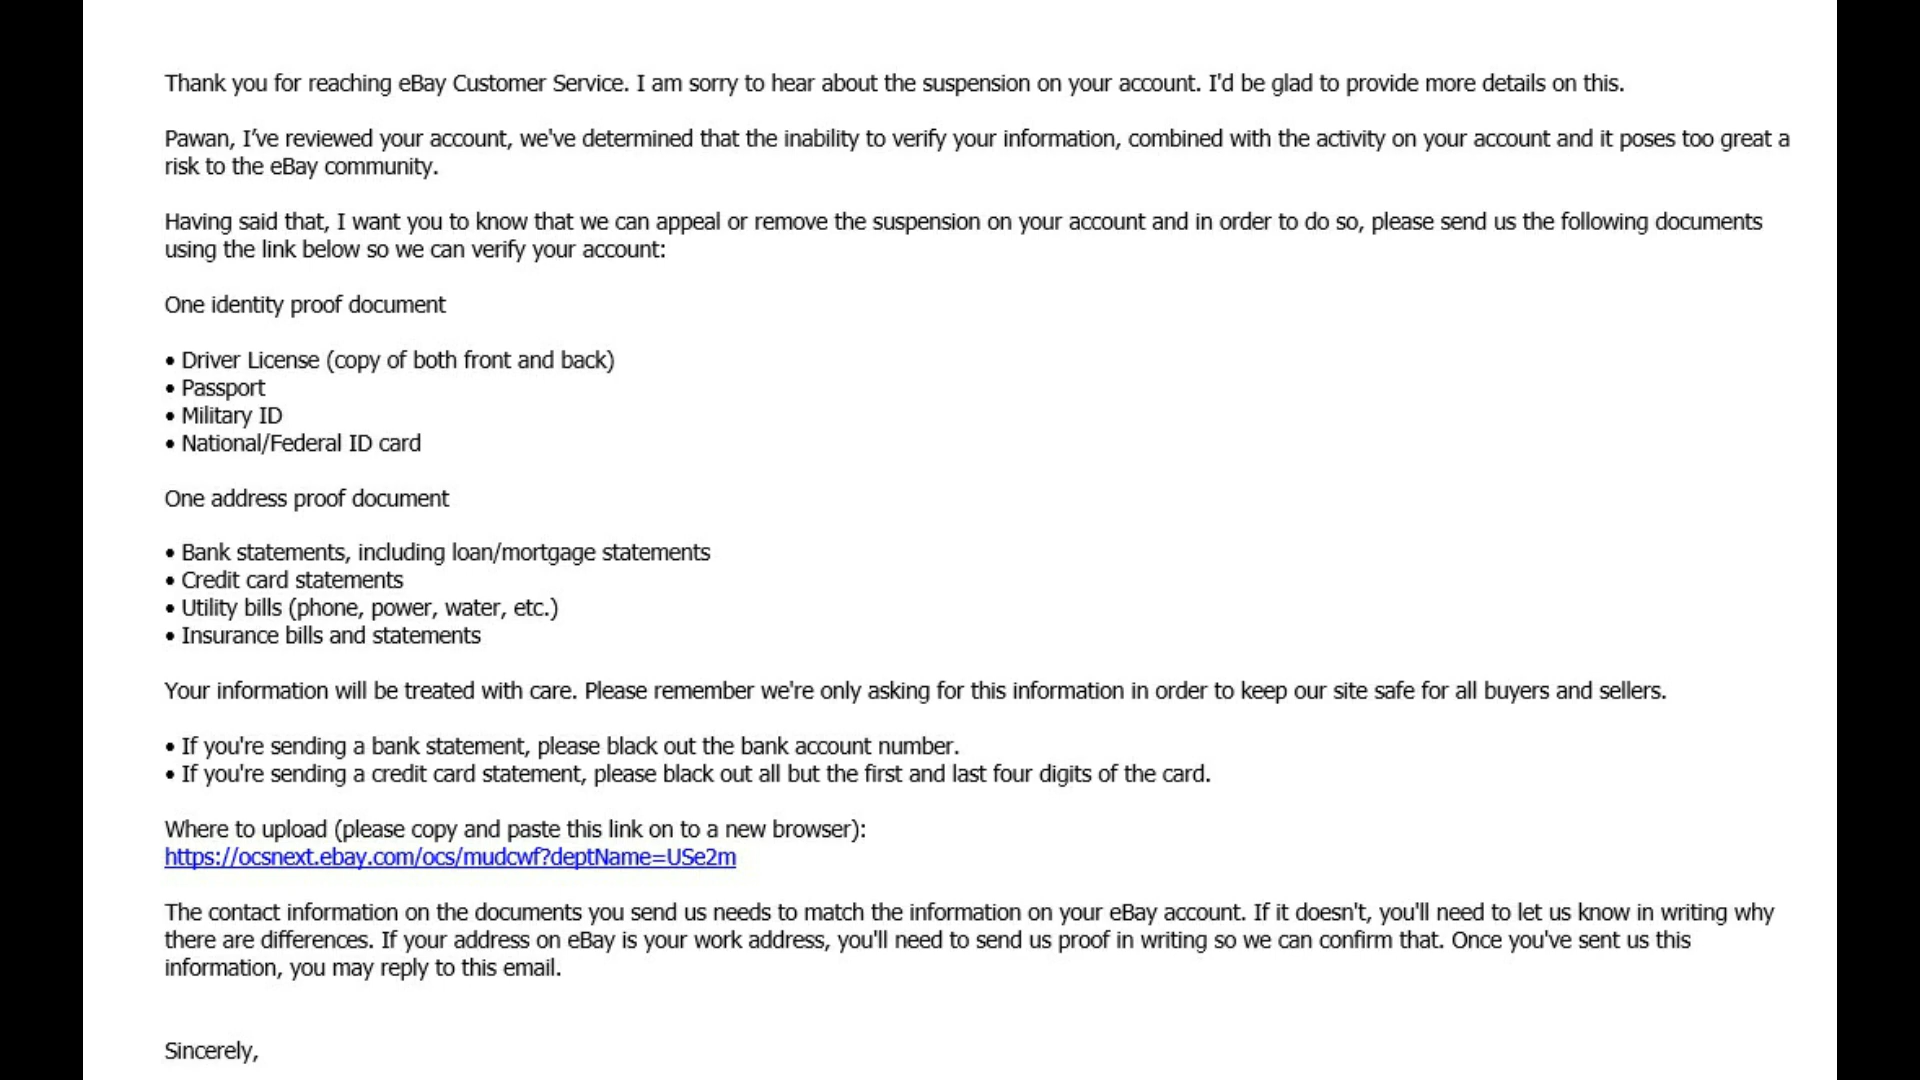 Thank you for reaching eBay Customer Service. I am sorry to hear about the suspension on your account. I'd be glad to provide more details on this.
Pawan, I've reviewed your account, we've determined that the inability to verify your information, combined with the activity on your account and it poses too great a
risk to the eBay community.
Having said that, I want you to know that we can appeal or remove the suspension on your account and in order to do so, please send us the following documents
using the link below so we can verify your account:
One identity proof document
• Driver License (copy of both front and back)
• Passport
• Military ID
• National/Federal ID card
One address proof document
• Bank statements, including loan/mortgage statements
• Credit card statements
• Utility bills (phone, power, water, etc.)
• Insurance bills and statements
Your information will be treated with care. Please remember we're only asking for this information in order to keep our site safe for all buyers and sellers.
• If you're sending a bank statement, please black out the bank account number.
• If you're sending a credit card statement, please black out all but the first and last four digits of the card.
Where to upload (please copy and paste this link on to a new browser):
https://ocsnext.ebay.com/ocs/mudcwf?deptName=USe2m
The contact information on the documents you send us needs to match the information on your eBay account. If it doesn't, you'll need to let us know in writing why
there are differences. If your address on eBay is your work address, you'll need to send us proof in writing so we can confirm that. Once you've sent us this
information, you may reply to this email.
Sincerely,